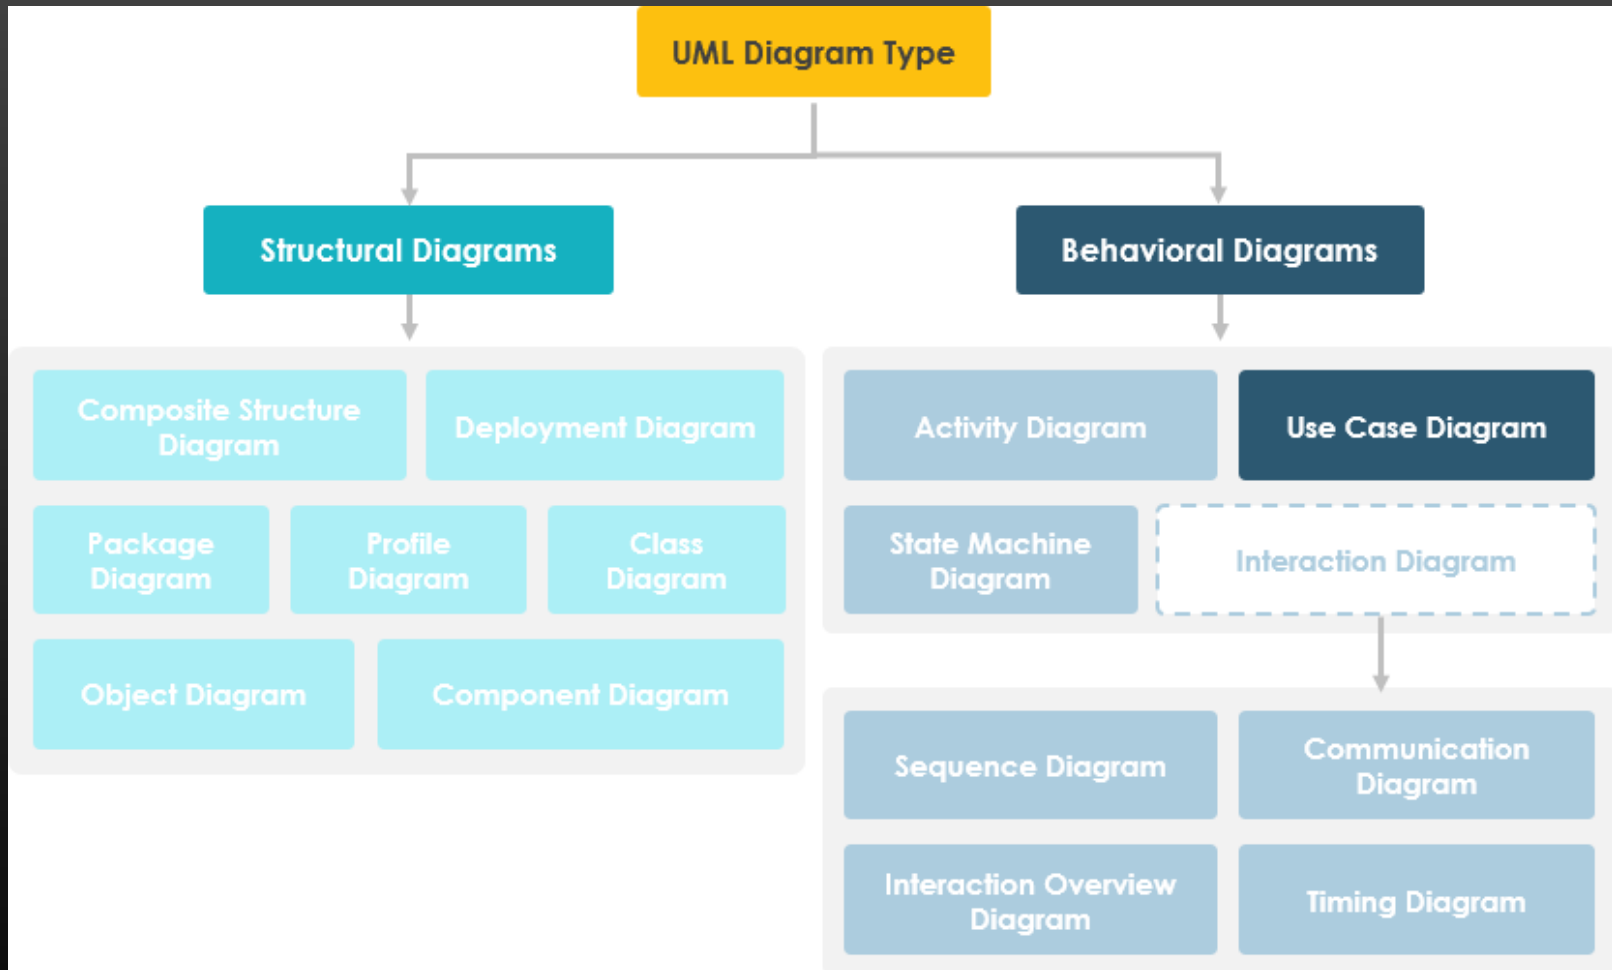 UML Diagram Type
Structural Diagrams
Behavioral Diagrams
Composite Structure
Diagram
Deployment Diagram
Package
Diagram
Profile
Diagram
Class
Diagram
Object Diagram
Component Diagram
Activity Diagram
Use Case Diagram
State Machine
Diagram
Interaction Diagram
Sequence Diagram
Communication
Diagram
Interaction Overview
Diagram
Timing Diagram